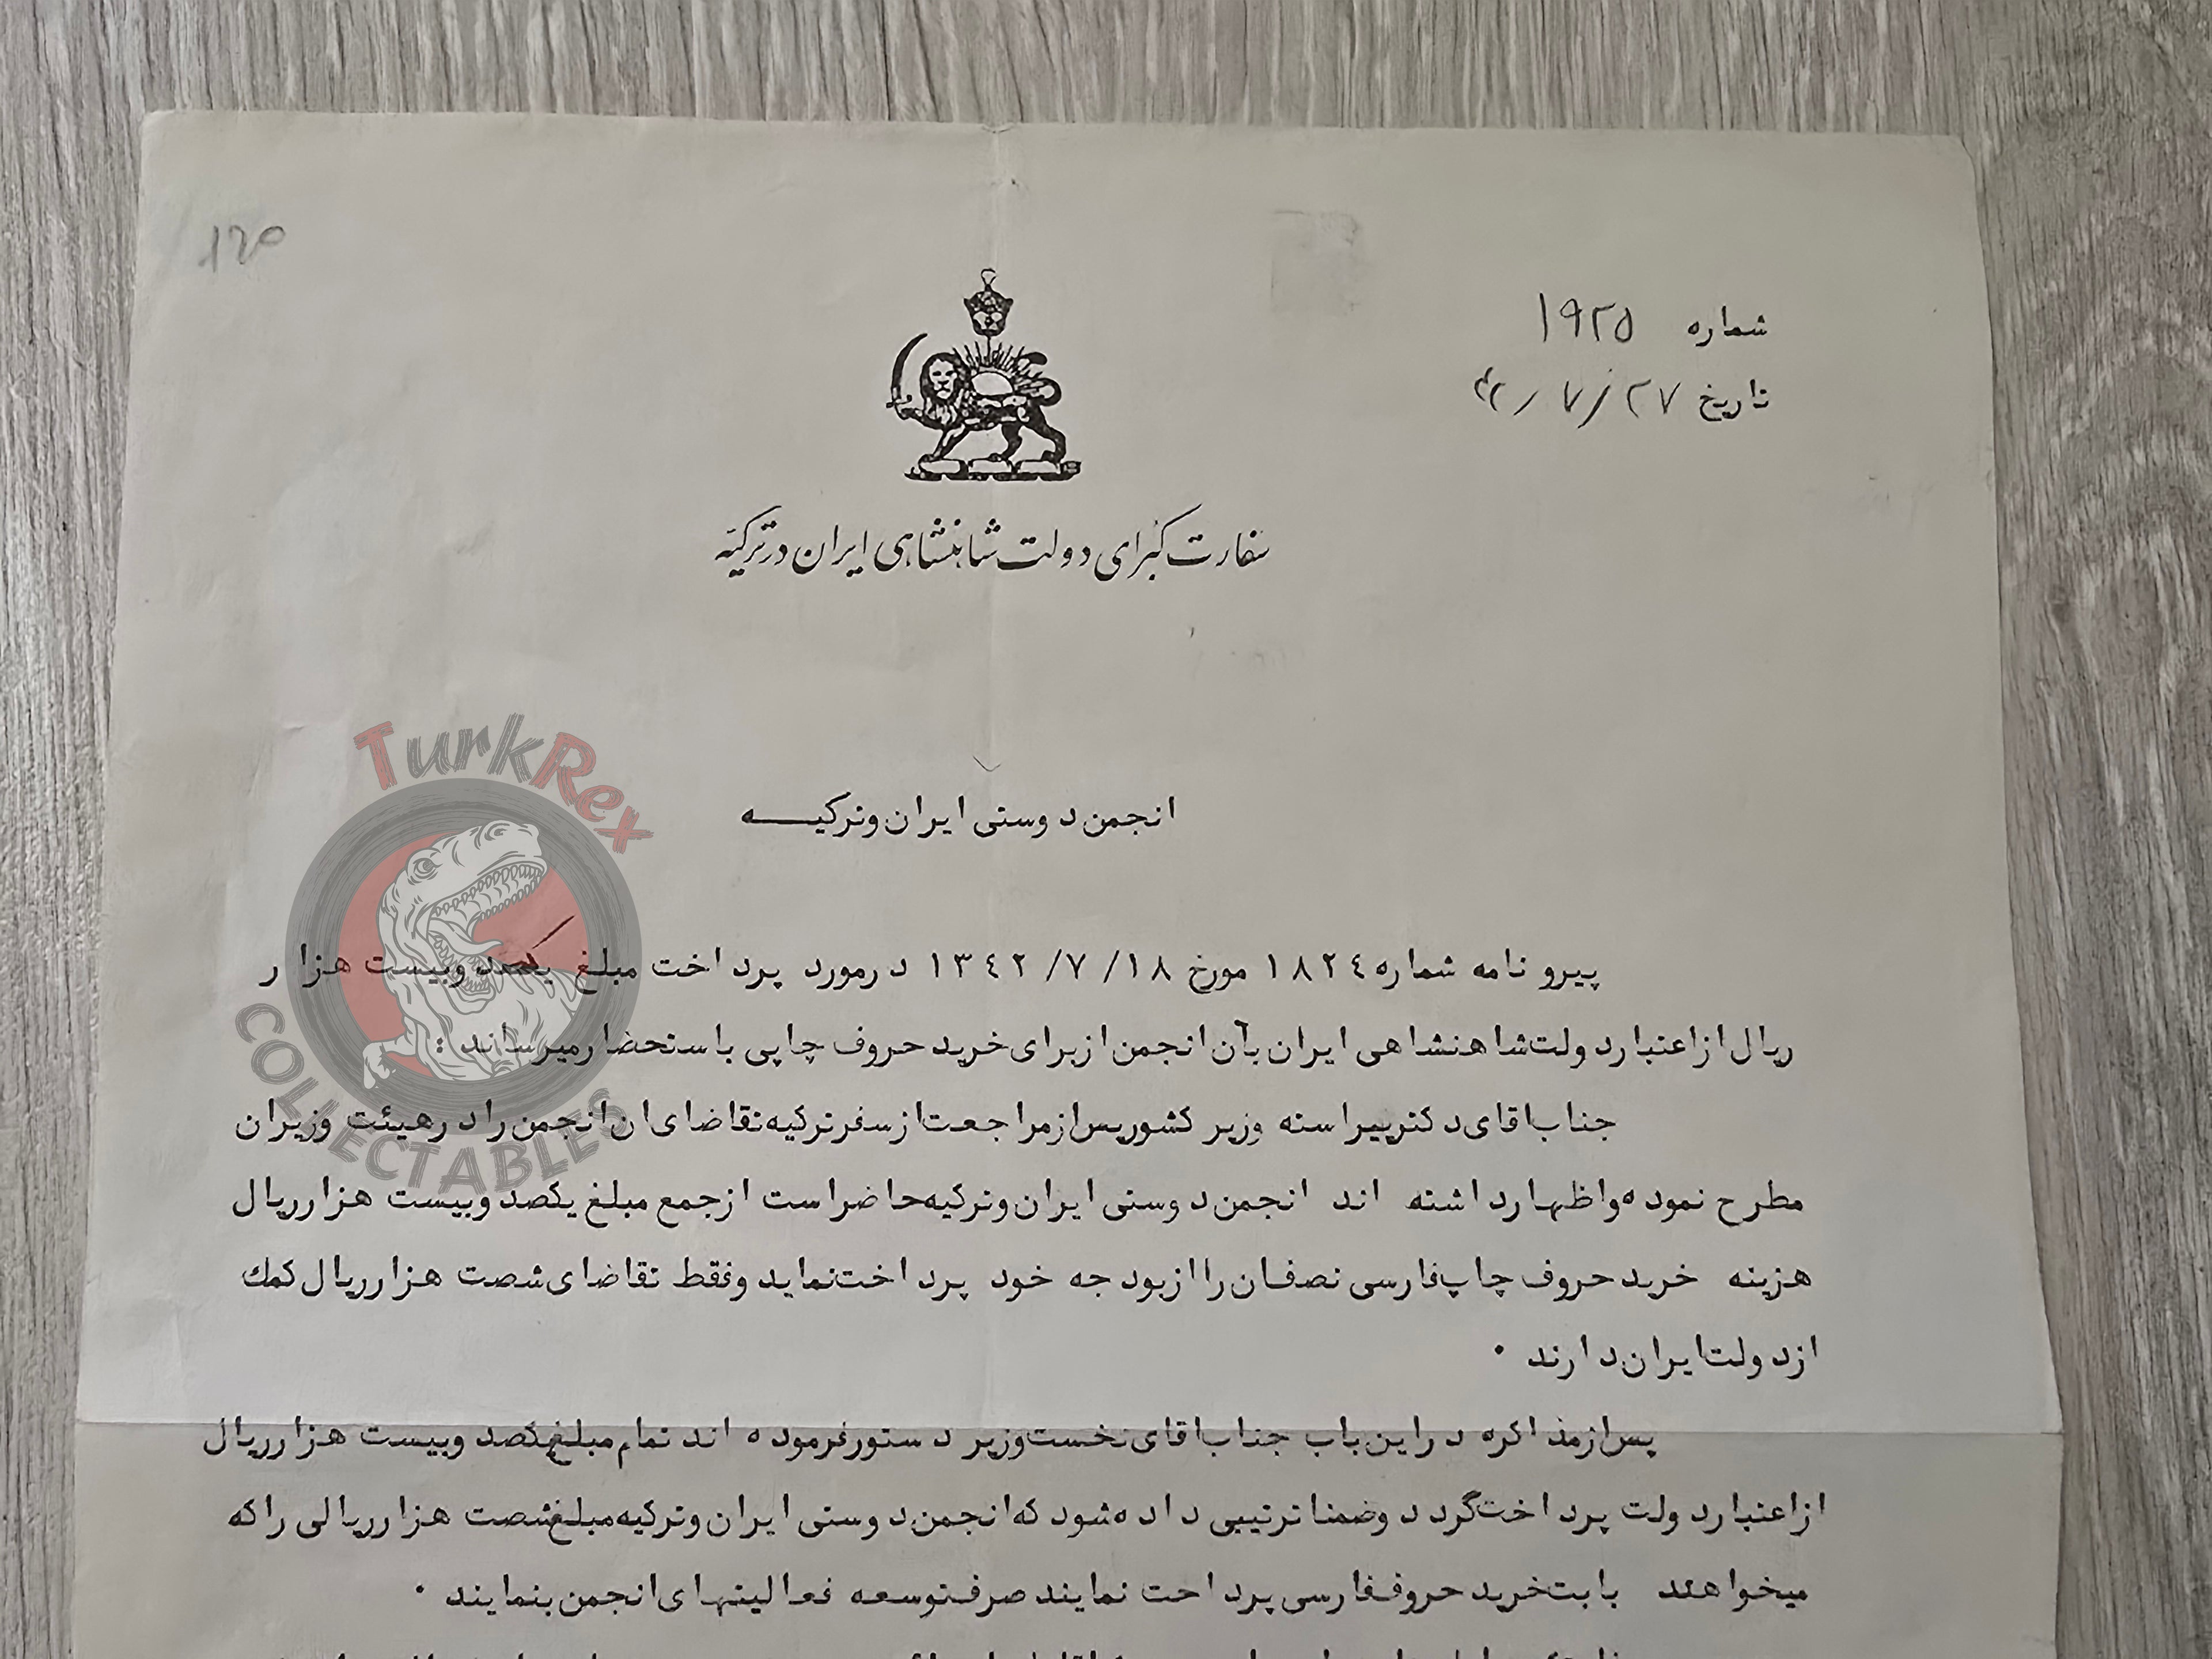 ۱۲۰
شماره ۱۹۲۵
تاریخ ۲۷ / ۷ / ۴۲
سفارت کبرای دولت شاهنشاهی ایران در ترکیه
انجمن دوستی ایران و ترکیه
پیرو نامه شماره ۱۸۲۴ مورخ ۱۸/ ۷/ ۱۳۴۲ در مورد پرداخت مبلغ یکصد و بیست هزار
ریال از اعتبار دولت شاهنشاهی ایران بآن انجمن از برای خرید حروف چاپی باستحضار میرساند :
جناب اقای دکتر پیراسته وزیر کشور پس از مراجعت از سفر ترکیه تقاضای ان انجمن را در هیئت وزیران
مطرح نموده و اظهار داشته اند انجمن دوستی ایران و ترکیه حاضر است از جمع مبلغ یکصد و بیست هزار ریال
هزینه خرید حروف چاپ فارسی نصف ان را از بودجه خود پرداخت نماید و فقط تقاضای شصت هزار ریال کمک
از دولت ایران دارند .
پس از مذاکره در این باب جناب اقای نخست وزیر دستور فرموده اند تمام مبلغ یکصد و بیست هزار ریال
از اعتبار دولت پرداخت گردد و ضمنا ترتیبی داده شود که انجمن دوستی ایران و ترکیه مبلغ شصت هزار ریالی را که
میخواهند بابت خرید حروف فارسی پرداحت نمایند صرف توسعه فعالیتهای انجمن بنمایند .
TurkRex
COLLECTABLES